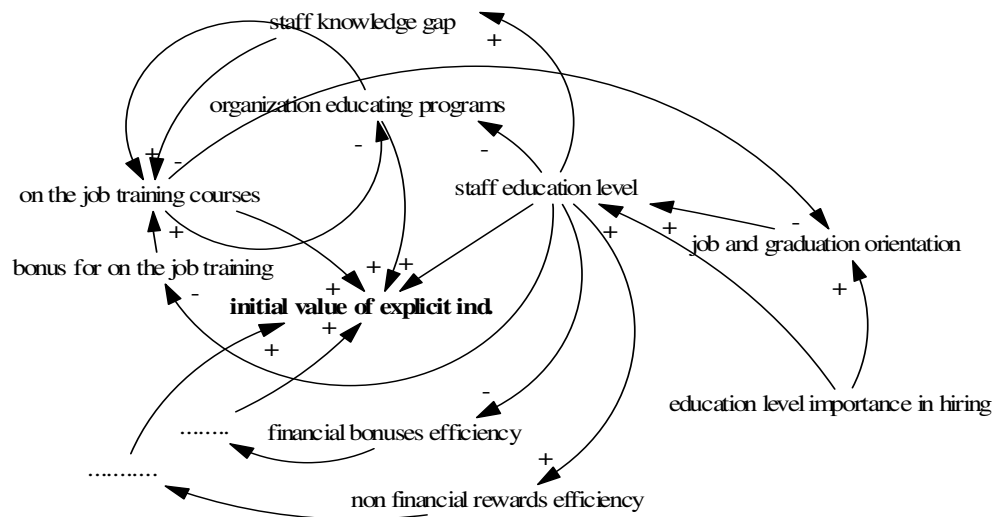 staff knowledge gap
+
organization educating programs
-
-
+
-
on the job training courses
staff education level
+
+
+
-
job and graduation orientation
bonus for on the job training
+
+
-
+
+
initial value of explicit ind.
+
+
-
education level importance in hiring
........
financial bonuses efficiency
+
............
non financial rewards efficiency